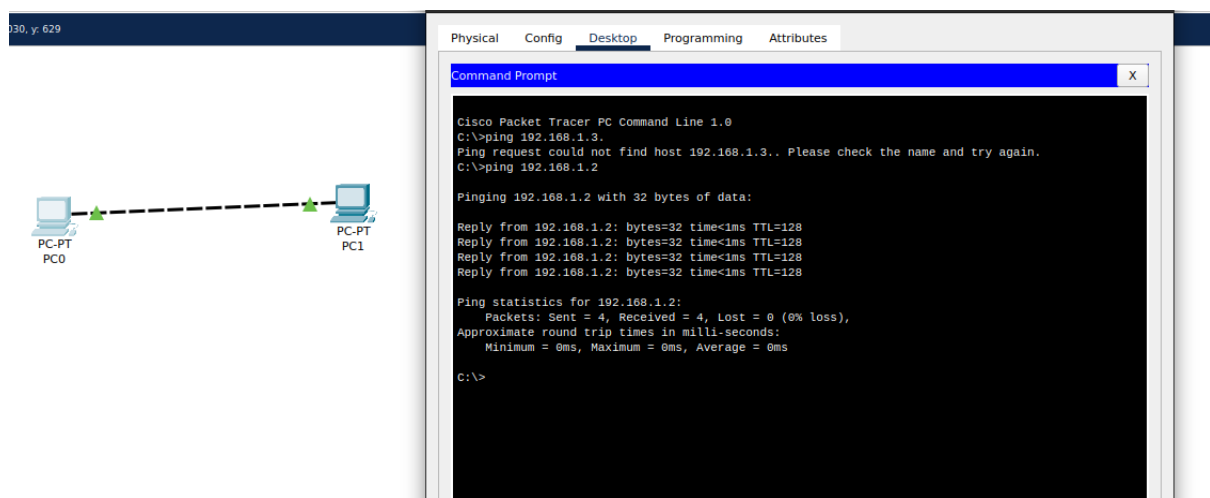 030, y: 629
Physical Config Desktop Programming Attributes
Command Prompt
X
Cisco Packet Tracer PC Command Line 1.0
C:\>ping 192.168.1.3.
Ping request could not find host 192.168.1.3.. Please check the name and try again.
C:\>ping 192.168.1.2
Pinging 192.168.1.2 with 32 bytes of data:
Reply from 192.168.1.2: bytes=32 time<1ms TTL=128
Reply from 192.168.1.2: bytes=32 time<1ms TTL=128
Reply from 192.168.1.2: bytes=32 time<1ms TTL=128
Reply from 192.168.1.2: bytes=32 time<1ms TTL=128
Ping statistics for 192.168.1.2:
Packets: Sent = 4, Received = 4, Lost = 0 (0% loss),
Approximate round trip times in milli-seconds:
Minimum = 0ms, Maximum = 0ms, Average = 0ms
C:\>
PC-PT
PC0
PC-PT
PC1